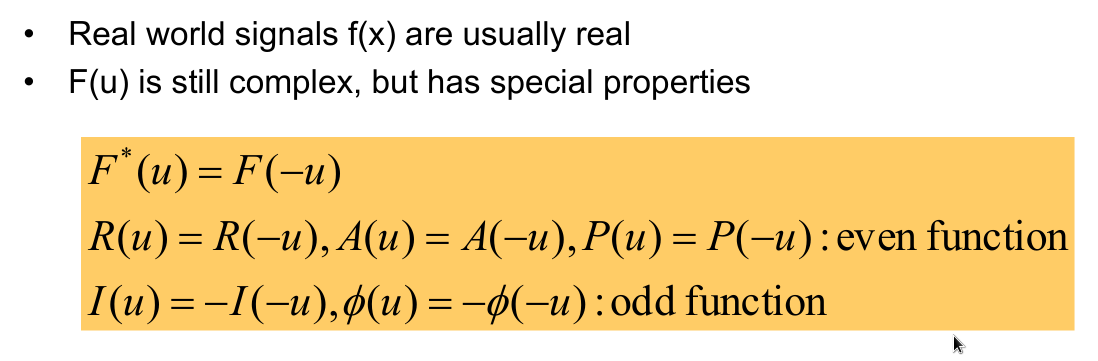 • Real world signals f(x) are usually real
• F(u) is still complex, but has special properties
F*(u) = F(−u)
R(u) = R(−u), A(u) = A(−u), P(u) = P(−u) : even function
I(u) = −I(−u), ϕ(u) = −ϕ(−u) : odd function